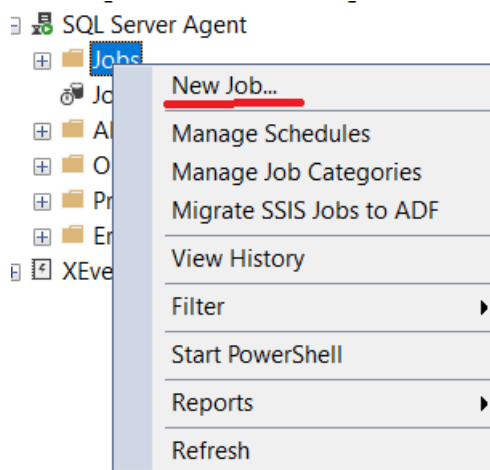 SQL Server Agent
Jobs
New Job...
Manage Schedules
Manage Job Categories
Migrate SSIS Jobs to ADF
View History
Filter
Start PowerShell
Reports
Refresh